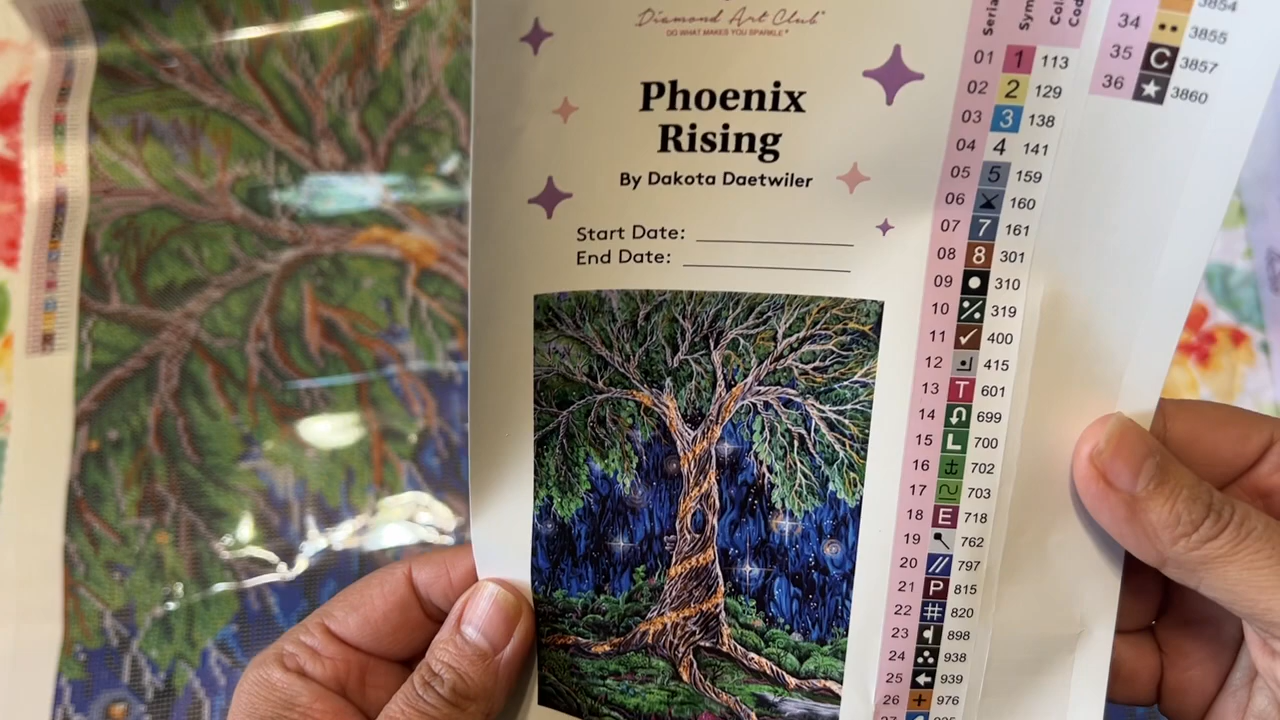 Diamond Art Club®
DO WHAT MAKES YOU SPARKLE®
Phoenix
Rising
By Dakota Daetwiler
Start Date:
End Date:
01 1 113
02 2 129
03 3 138
04 4 141
05 5 159
06 160
07 7 161
08 8 301
09 310
10 319
11 400
12 415
13 T 601
14 699
15 L 700
16 702
17 703
18 E 718
19 762
20 // 797
21 P 815
22 # 820
23 898
24 938
25 939
26 + 976
3854
34 3855
35 C 3857
36 ★ 3860